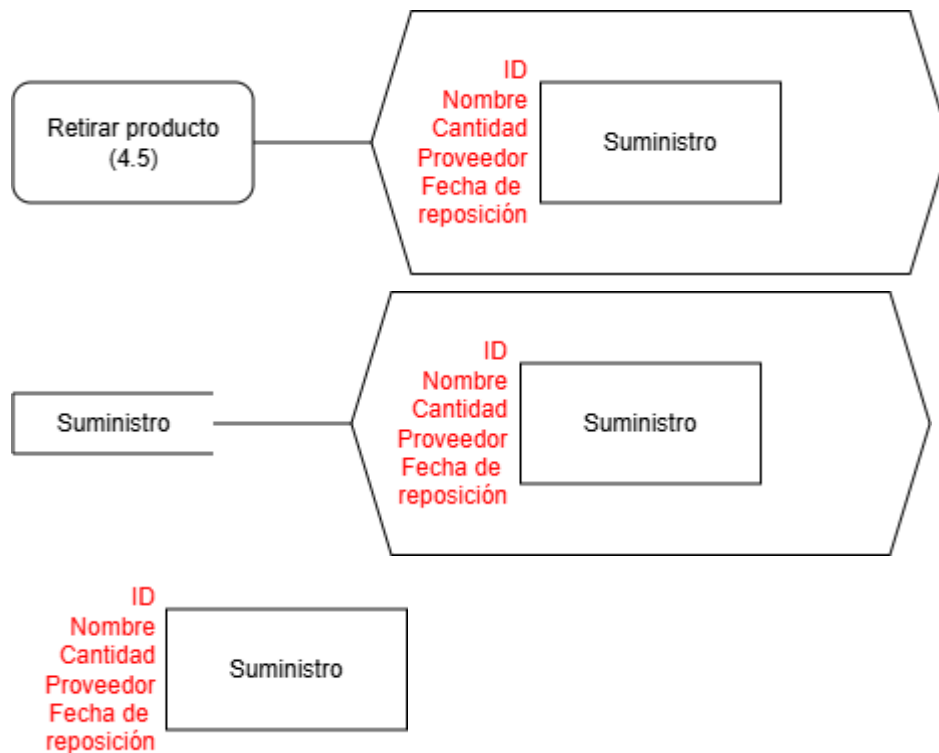 Retirar producto
(4.5)
ID
Nombre
Cantidad
Proveedor
Fecha de
reposición
Suministro
Suministro
ID
Nombre
Cantidad
Proveedor
Fecha de
reposición
Suministro
ID
Nombre
Cantidad
Proveedor
Fecha de
reposición
Suministro